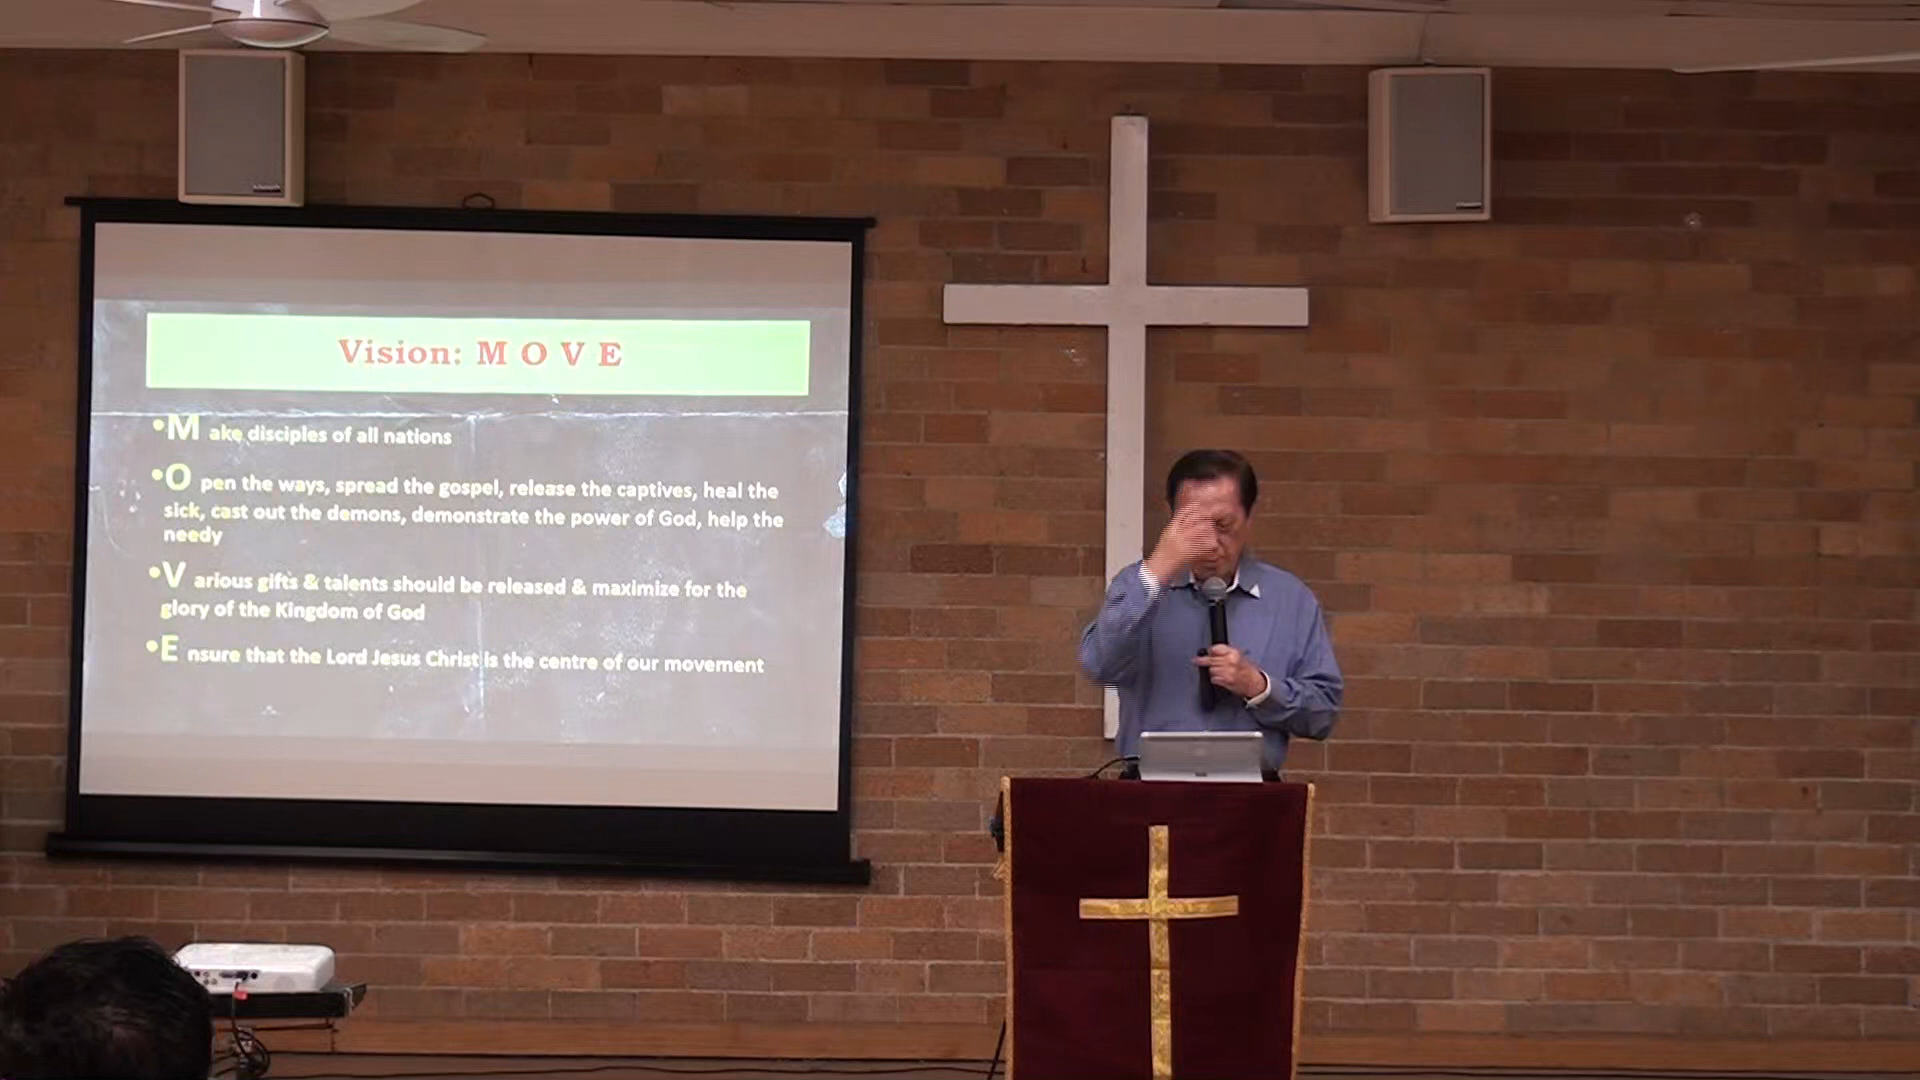 Vision: M O V E
•M ake disciples of all nations
•O pen the ways, spread the gospel, release the captives, heal the
sick, cast out the demons, demonstrate the power of God, help the
needy
•V arious gifts & talents should be released & maximize for the
glory of the Kingdom of God
•E nsure that the Lord Jesus Christ is the centre of our movement